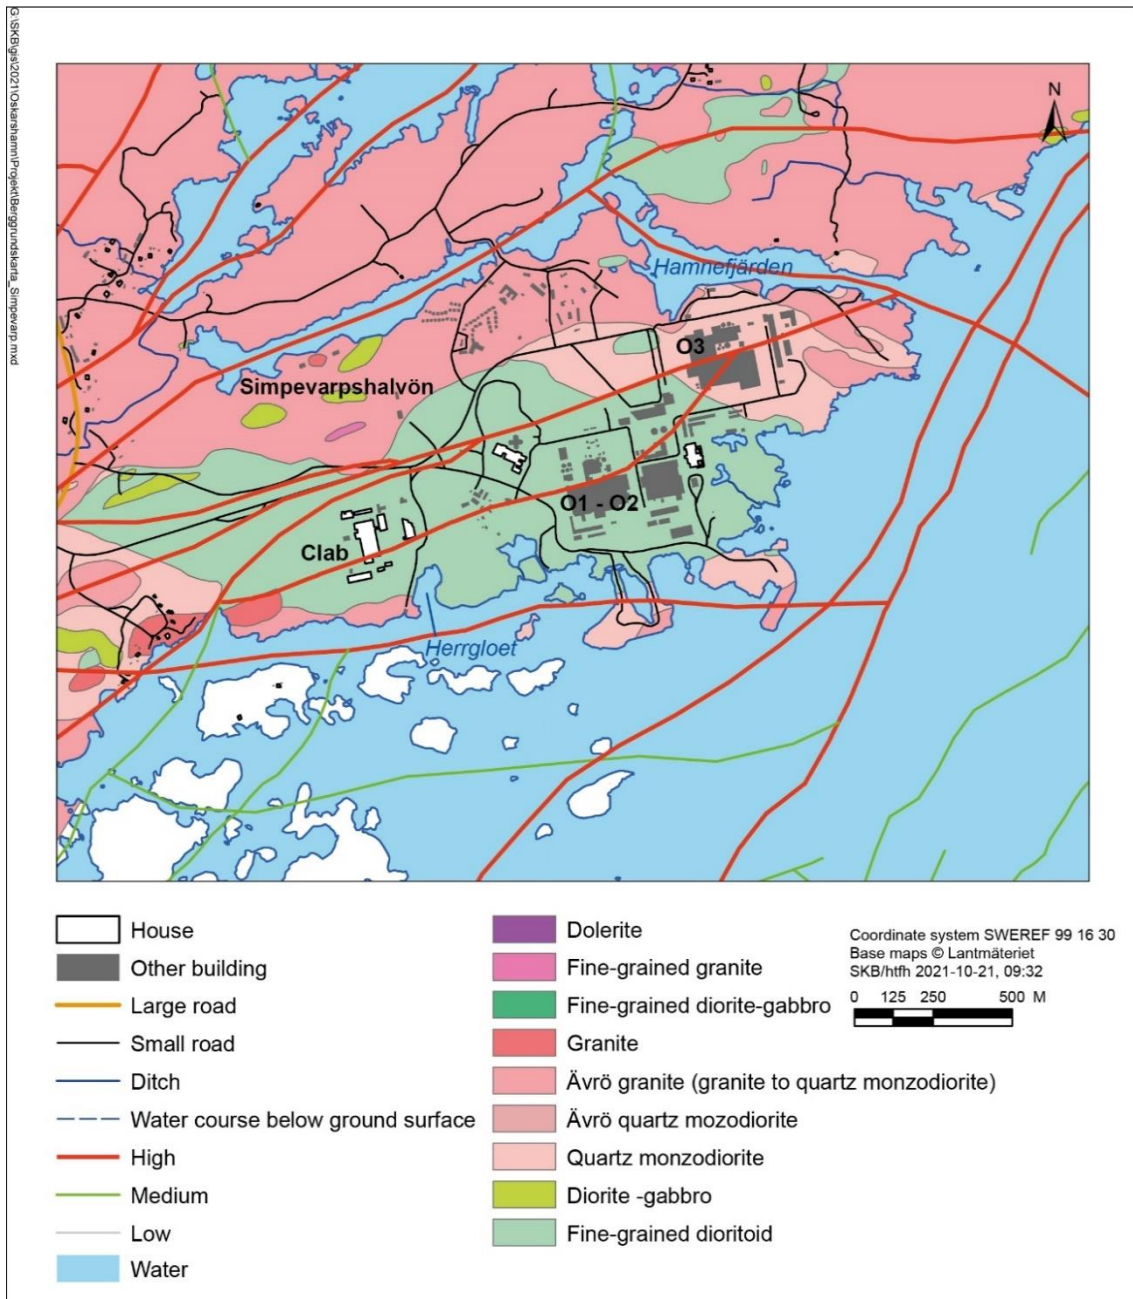 G:\SKB\gis\2021\Oskarshamn\Projekt\Berggrundskarta_Simpevarp.mxd
N
Hamnefjärden
O3
Simpevarpshalvön
O1 - O2
Clab
Herrgloet
House
Other building
Large road
Small road
Ditch
Water course below ground surface
High
Medium
Low
Water
Dolerite
Fine-grained granite
Fine-grained diorite-gabbro
Granite
Ävrö granite (granite to quartz monzodiorite)
Ävrö quartz mozodiorite
Quartz monzodiorite
Diorite -gabbro
Fine-grained dioritoid
Coordinate system SWEREF 99 16 30
Base maps © Lantmäteriet
SKB/htfh 2021-10-21, 09:32
0 125 250 500 M